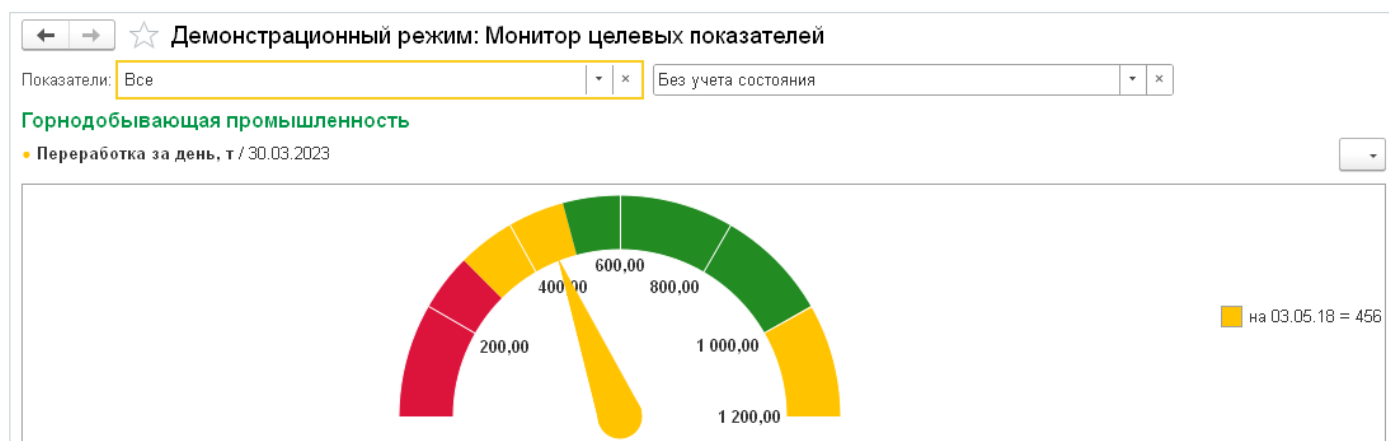 Демонстрационный режим: Монитор целевых показателей
Показатели: Все Без учета состояния
Горнодобывающая промышленность
Переработка за день, т / 30.03.2023
600,00
400,00 800,00
на 03.05.18 = 456
200,00 1 000,00
1 200,00